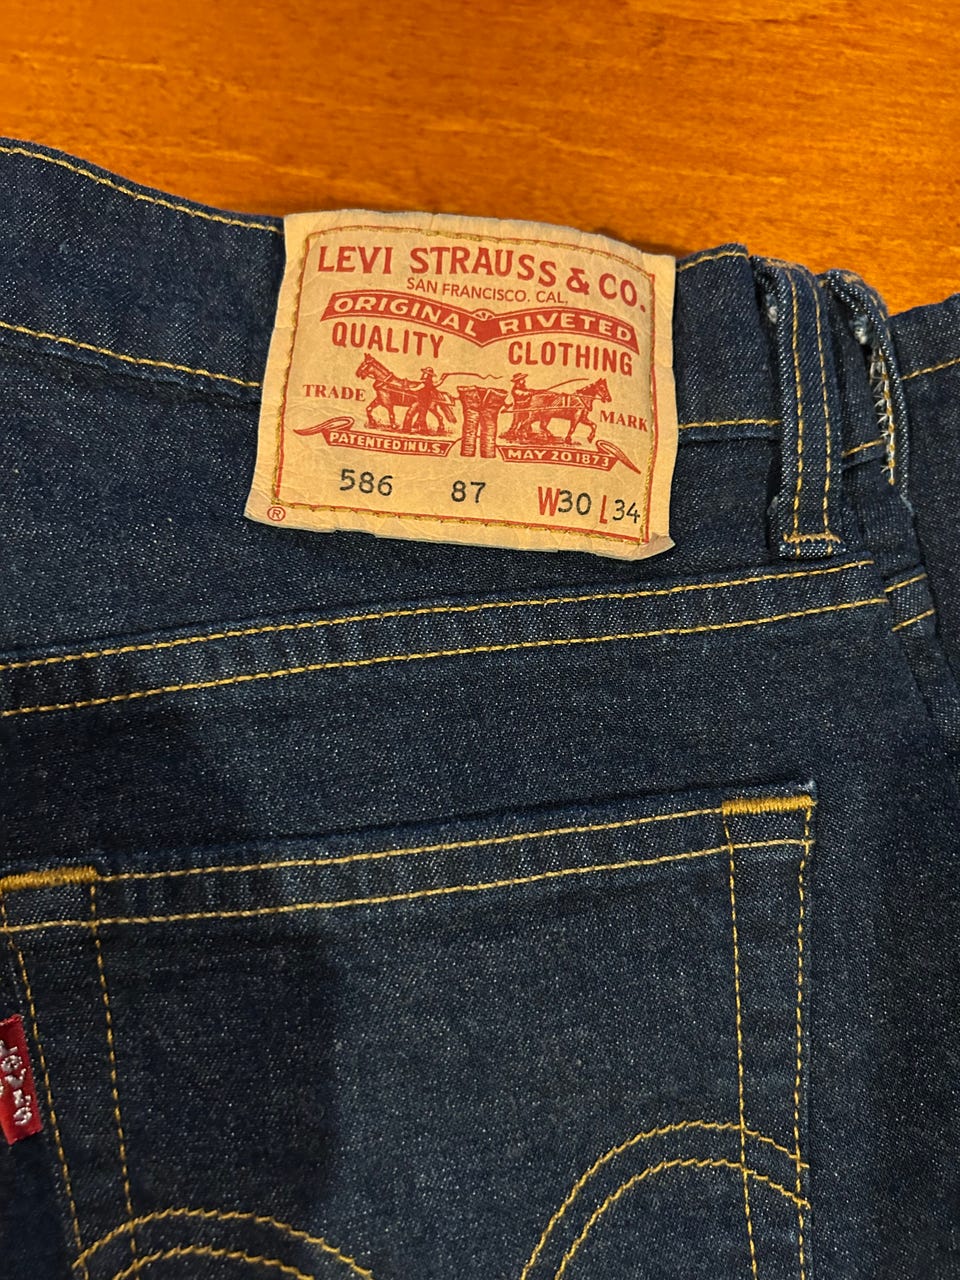 LEVI STRAUSS & CO.
SAN FRANCISCO. CAL.
ORIGINAL RIVETED
QUALITY CLOTHING
TRADE MARK
PATENTED IN U.S. MAY 20 1873
586 87 W30 L34
®
Levi's